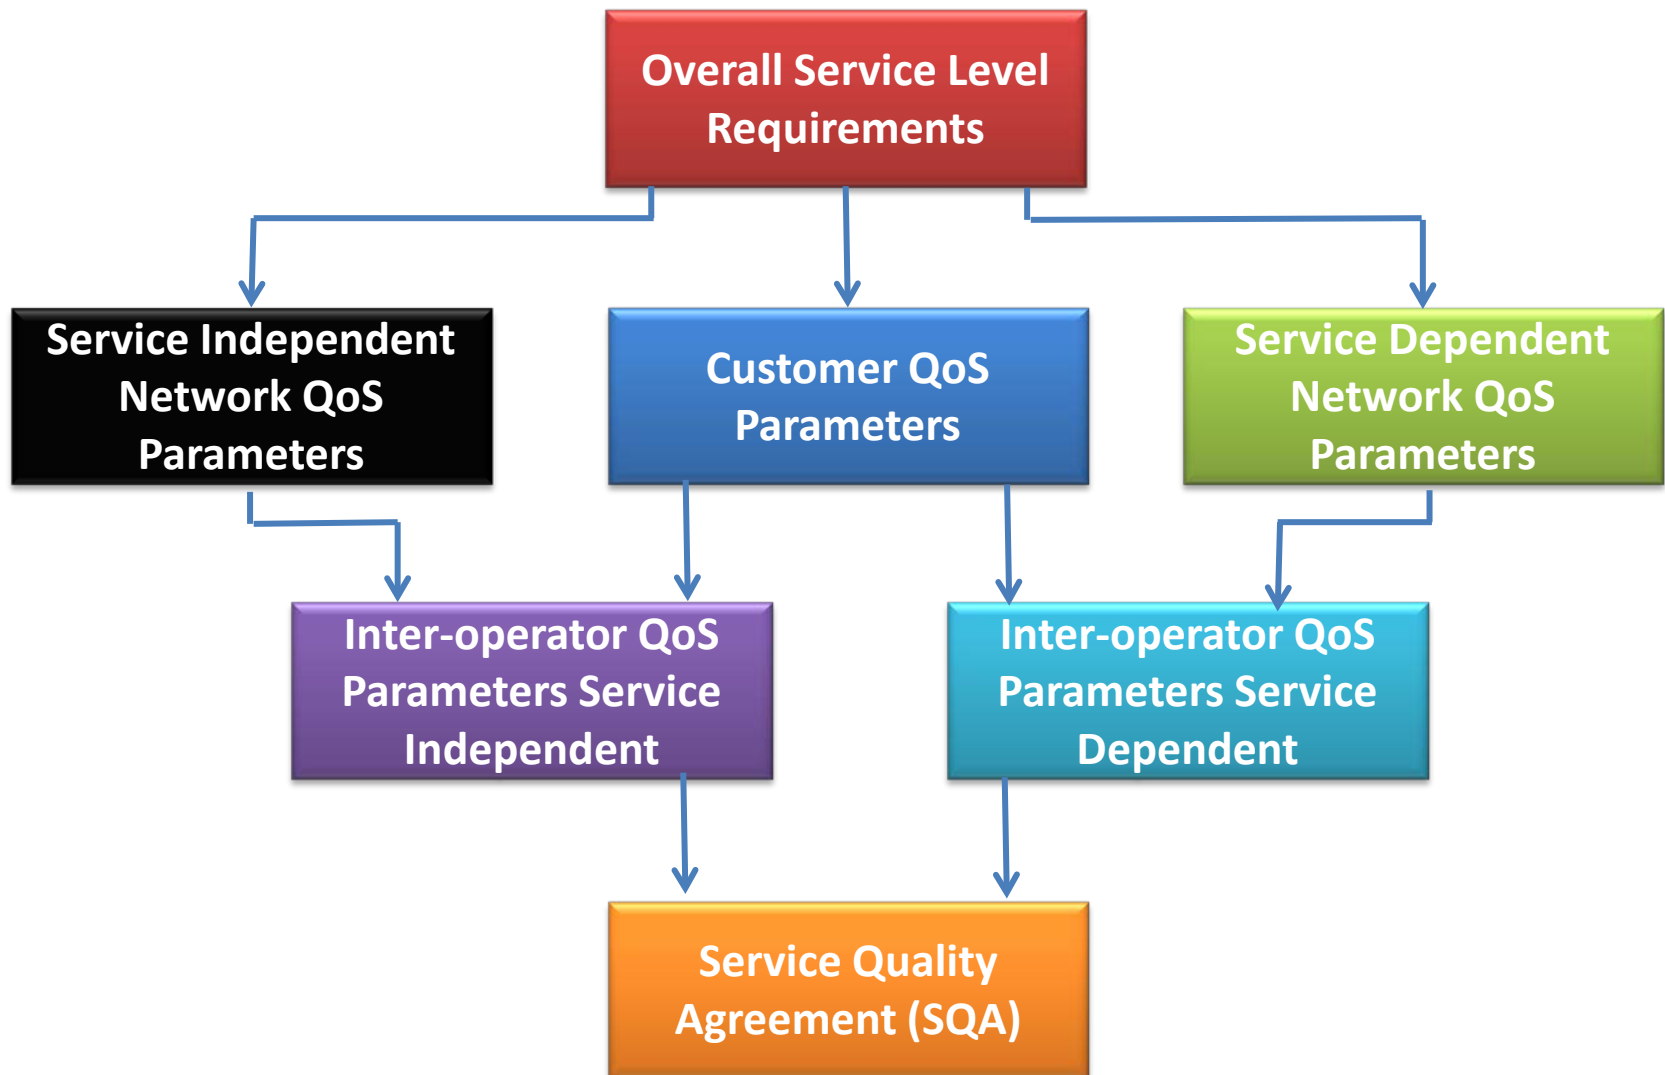 Overall Service Level
Requirements
Service Independent
Network QoS
Parameters
Customer QoS
Parameters
Service Dependent
Network QoS
Parameters
Inter-operator QoS
Parameters Service
Independent
Inter-operator QoS
Parameters Service
Dependent
Service Quality
Agreement (SQA)